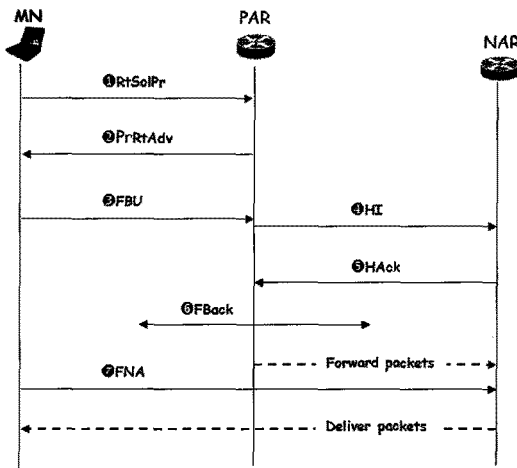 MN
PAR
NAR
❶RtSolPr
❷PrRtAdv
❸FBU
❹HI
❺HAck
❻FBack
Forward packets
❼FNA
Deliver packets